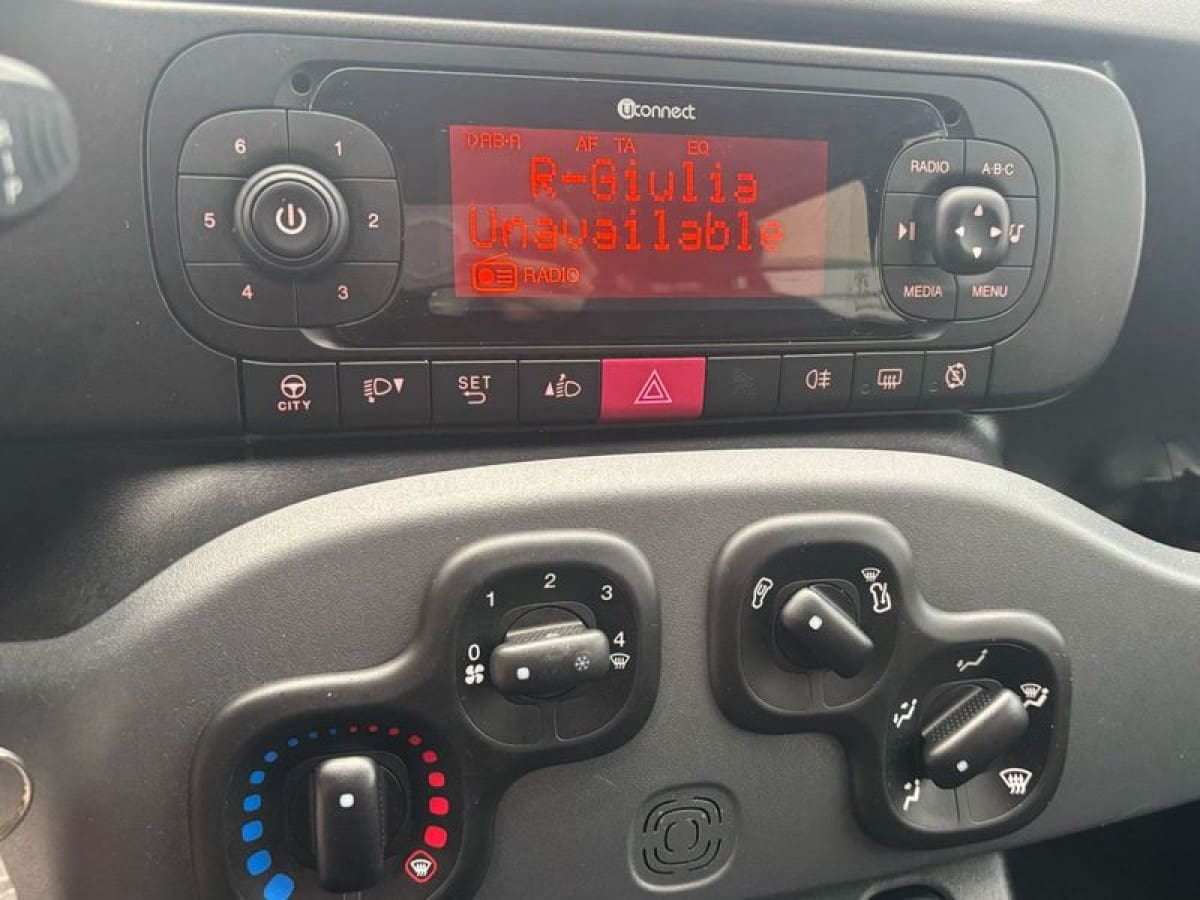 uconnect
DAB·A AF TA EQ
R-Giulia
Unavailable
RADIO
6 1
5 2
4 3
RADIO A·B·C
MEDIA MENU
CITY
SET
0 1 2 3 4